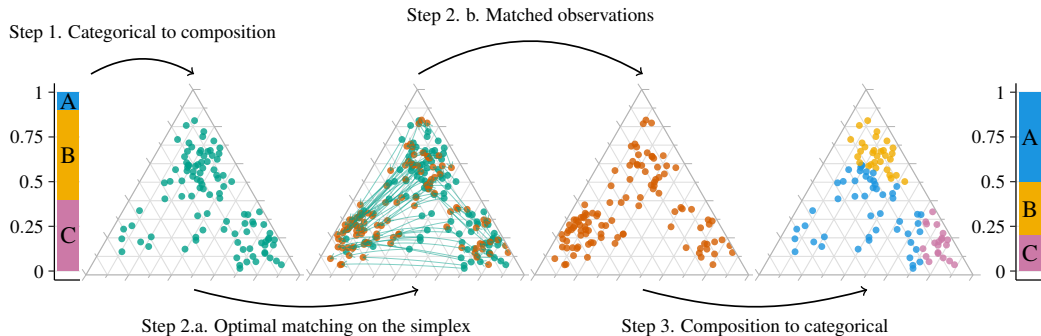 Step 2. b. Matched observations
Step 1. Categorical to composition
1
0.75
0.5
0.25
0
A
B
C
1
0.75
0.5
0.25
0
A
B
C
Step 2.a. Optimal matching on the simplex
Step 3. Composition to categorical